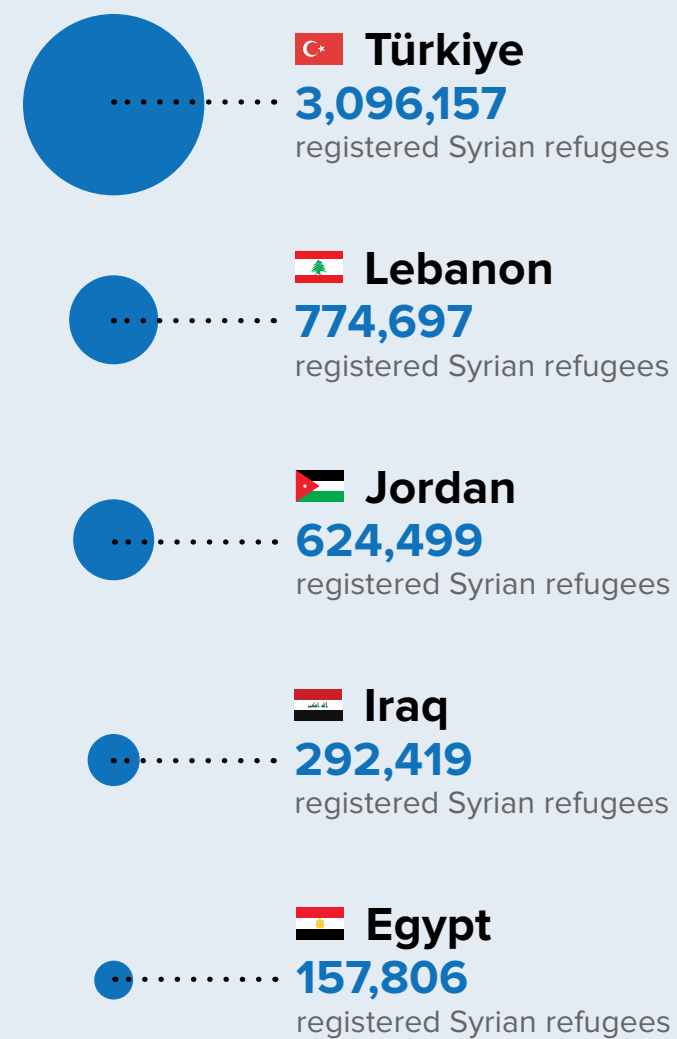 Türkiye
3,096,157
registered Syrian refugees
Lebanon
774,697
registered Syrian refugees
Jordan
624,499
registered Syrian refugees
Iraq
292,419
registered Syrian refugees
Egypt
157,806
registered Syrian refugees